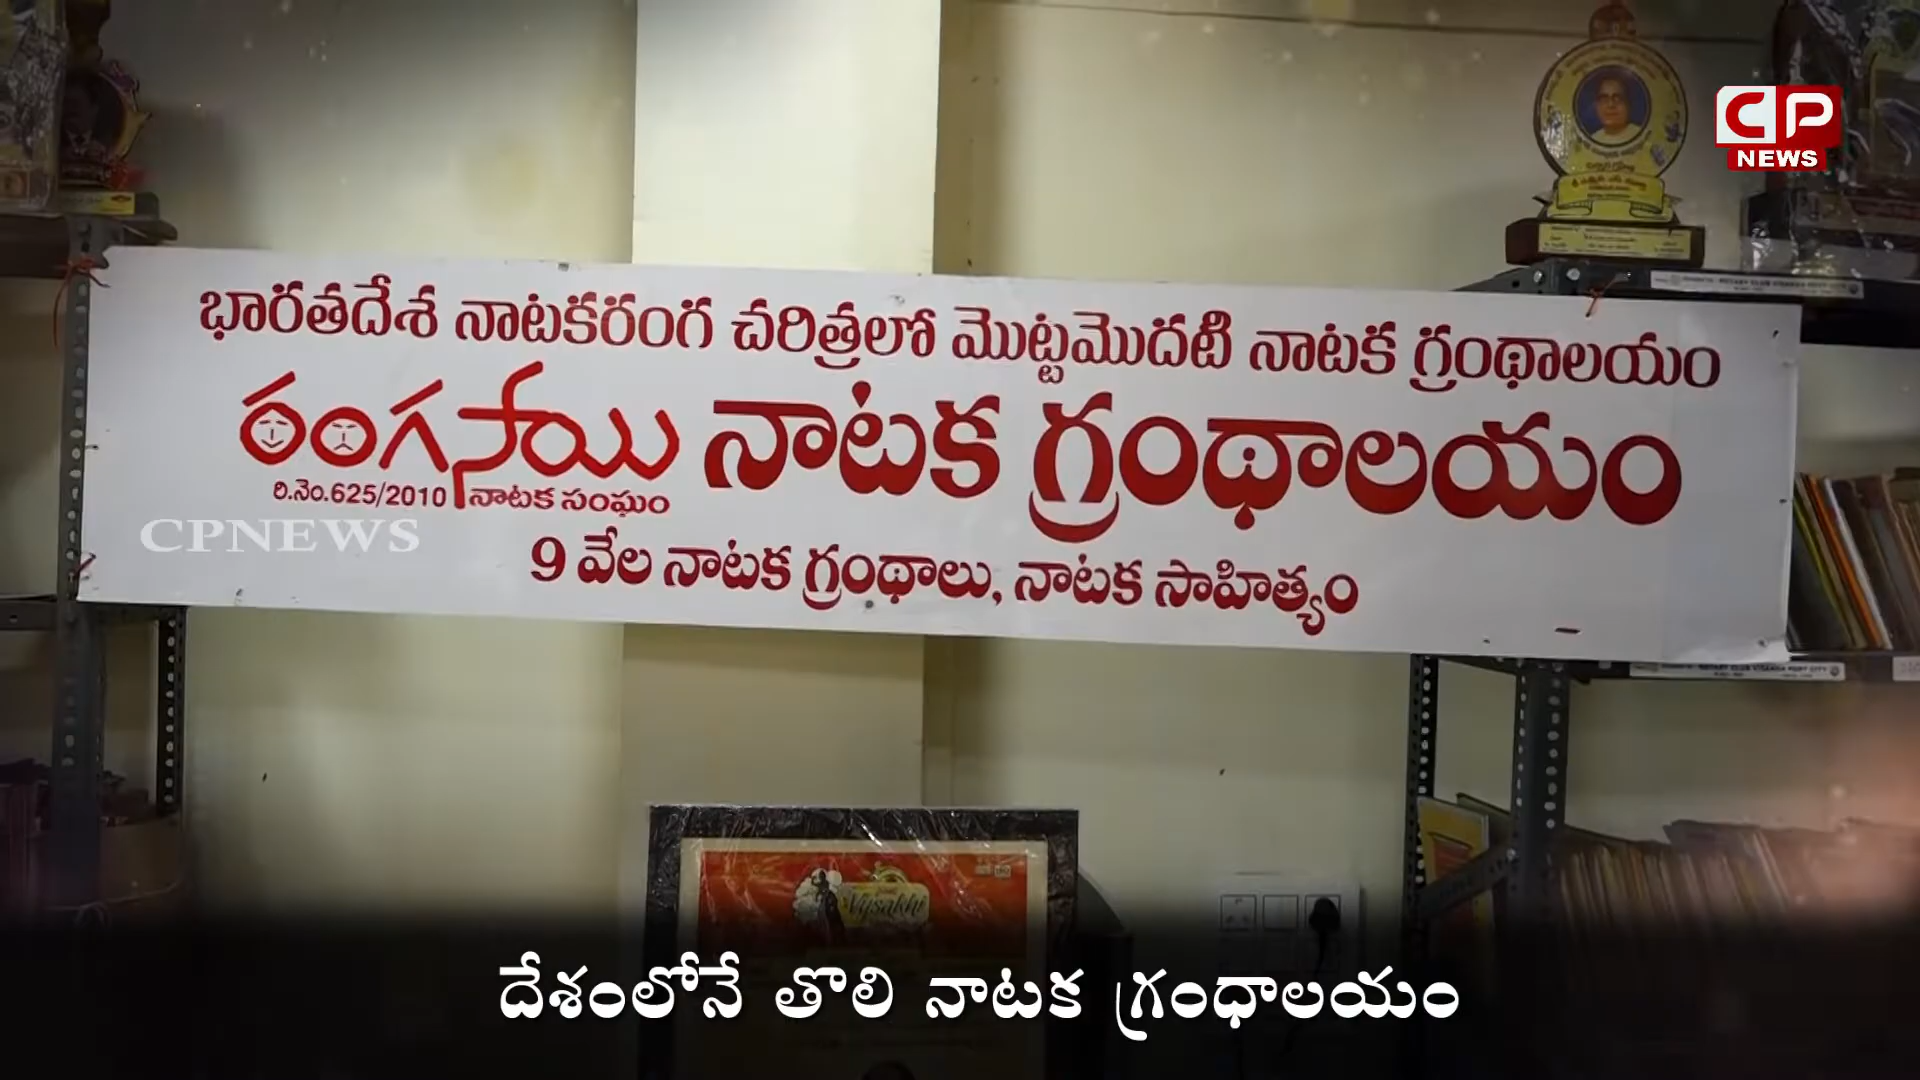 CP
NEWS
భారతదేశ నాటకరంగ చరిత్రలో మొట్టమొదటి నాటక గ్రంథాలయం
రంగసాయి నాటక గ్రంథాలయం
రి.నెం.625/2010 నాటక సంఘం
CPNEWS
9 వేల నాటక గ్రంథాలు, నాటక సాహిత్యం
Vysakhi
దేశంలోనే తొలి నాటక గ్రంధాలయం